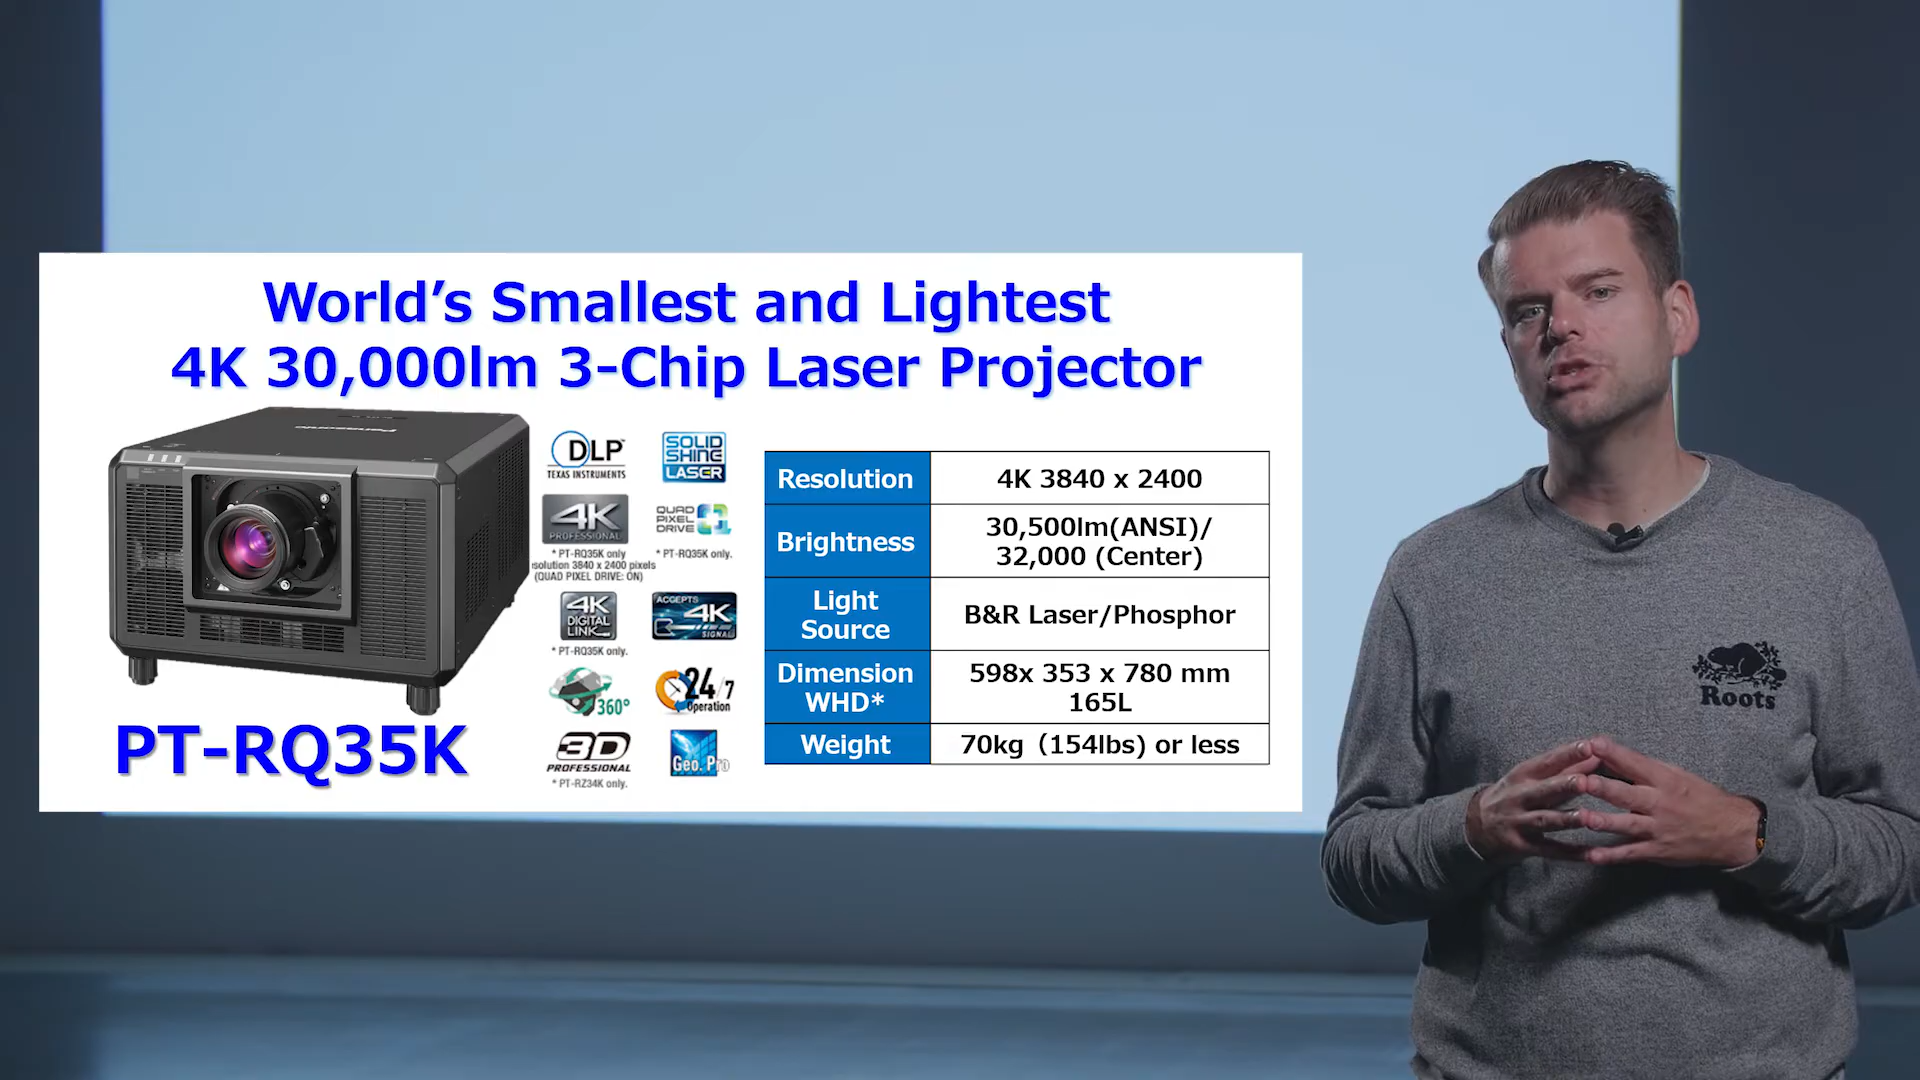 World's Smallest and Lightest
4K 30,000lm 3-Chip Laser Projector
Panasonic
PT-RQ35K
DLP™
TEXAS INSTRUMENTS
SOLID
SHINE
LASER
4K
PROFESSIONAL
* PT-RQ35K only
solution 3840 x 2400 pixels
(QUAD PIXEL DRIVE: ON)
QUAD
PIXEL
DRIVE
* PT-RQ35K only.
4K
DIGITAL
LINK
* PT-RQ35K only.
ACCEPTS
4K
SIGNAL
360°
24/7
Operation
3D
PROFESSIONAL
* PT-RZ34K only.
Geo. Pro
Resolution 4K 3840 x 2400
Brightness 30,500lm(ANSI)/
32,000 (Center)
Light
Source B&R Laser/Phosphor
Dimension
WHD* 598x 353 x 780 mm
165L
Weight 70kg（154lbs) or less
Roots